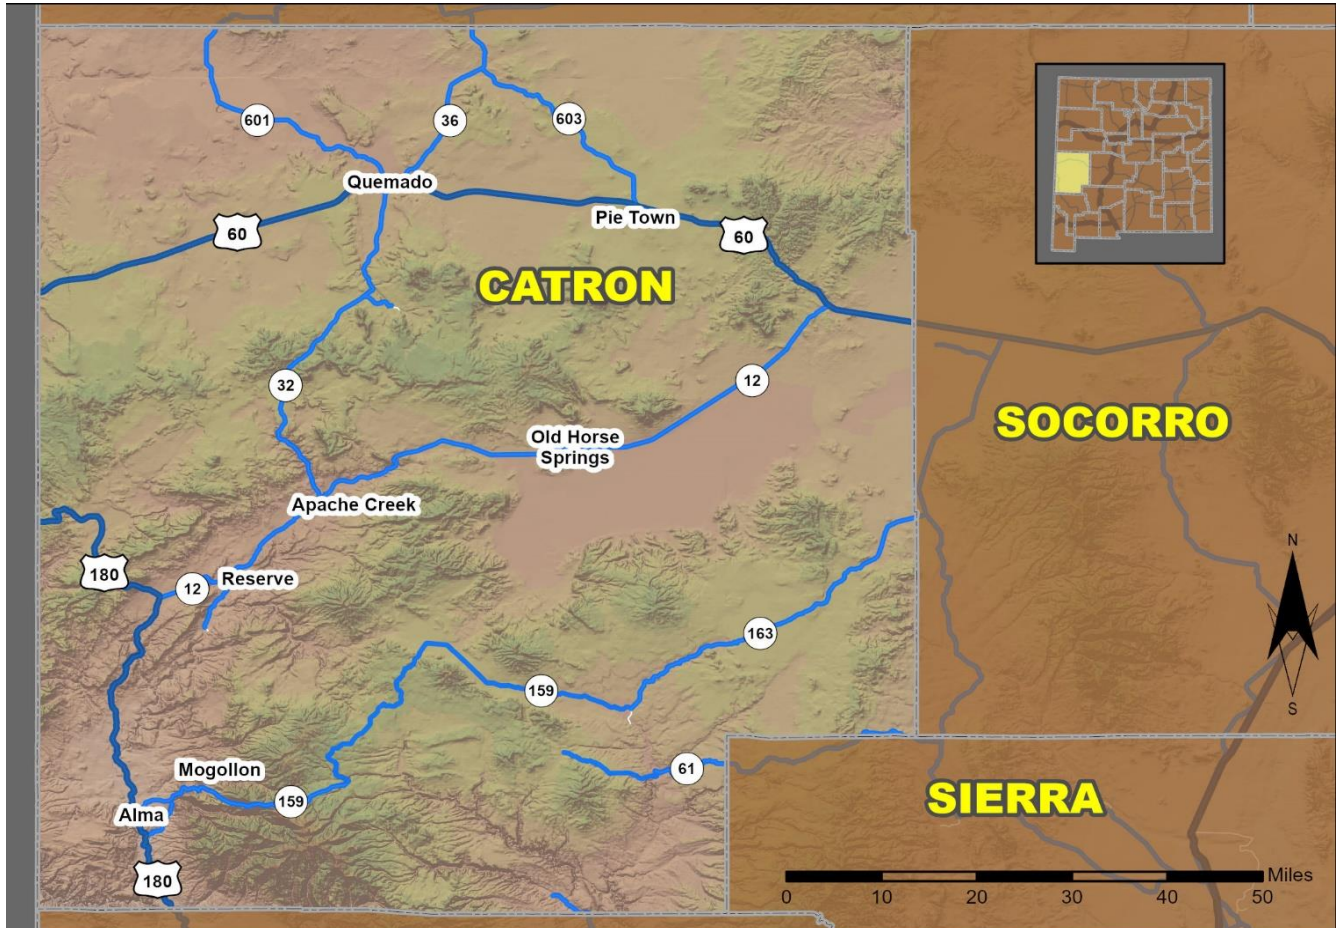 601
36
603
Quemado
60
Pie Town
60
CATRON
32
12
SOCORRO
Old Horse
Springs
Apache Creek
180
12
Reserve
N
163
159
S
61
Mogollon
159
SIERRA
Alma
180
Miles
0 10 20 30 40 50